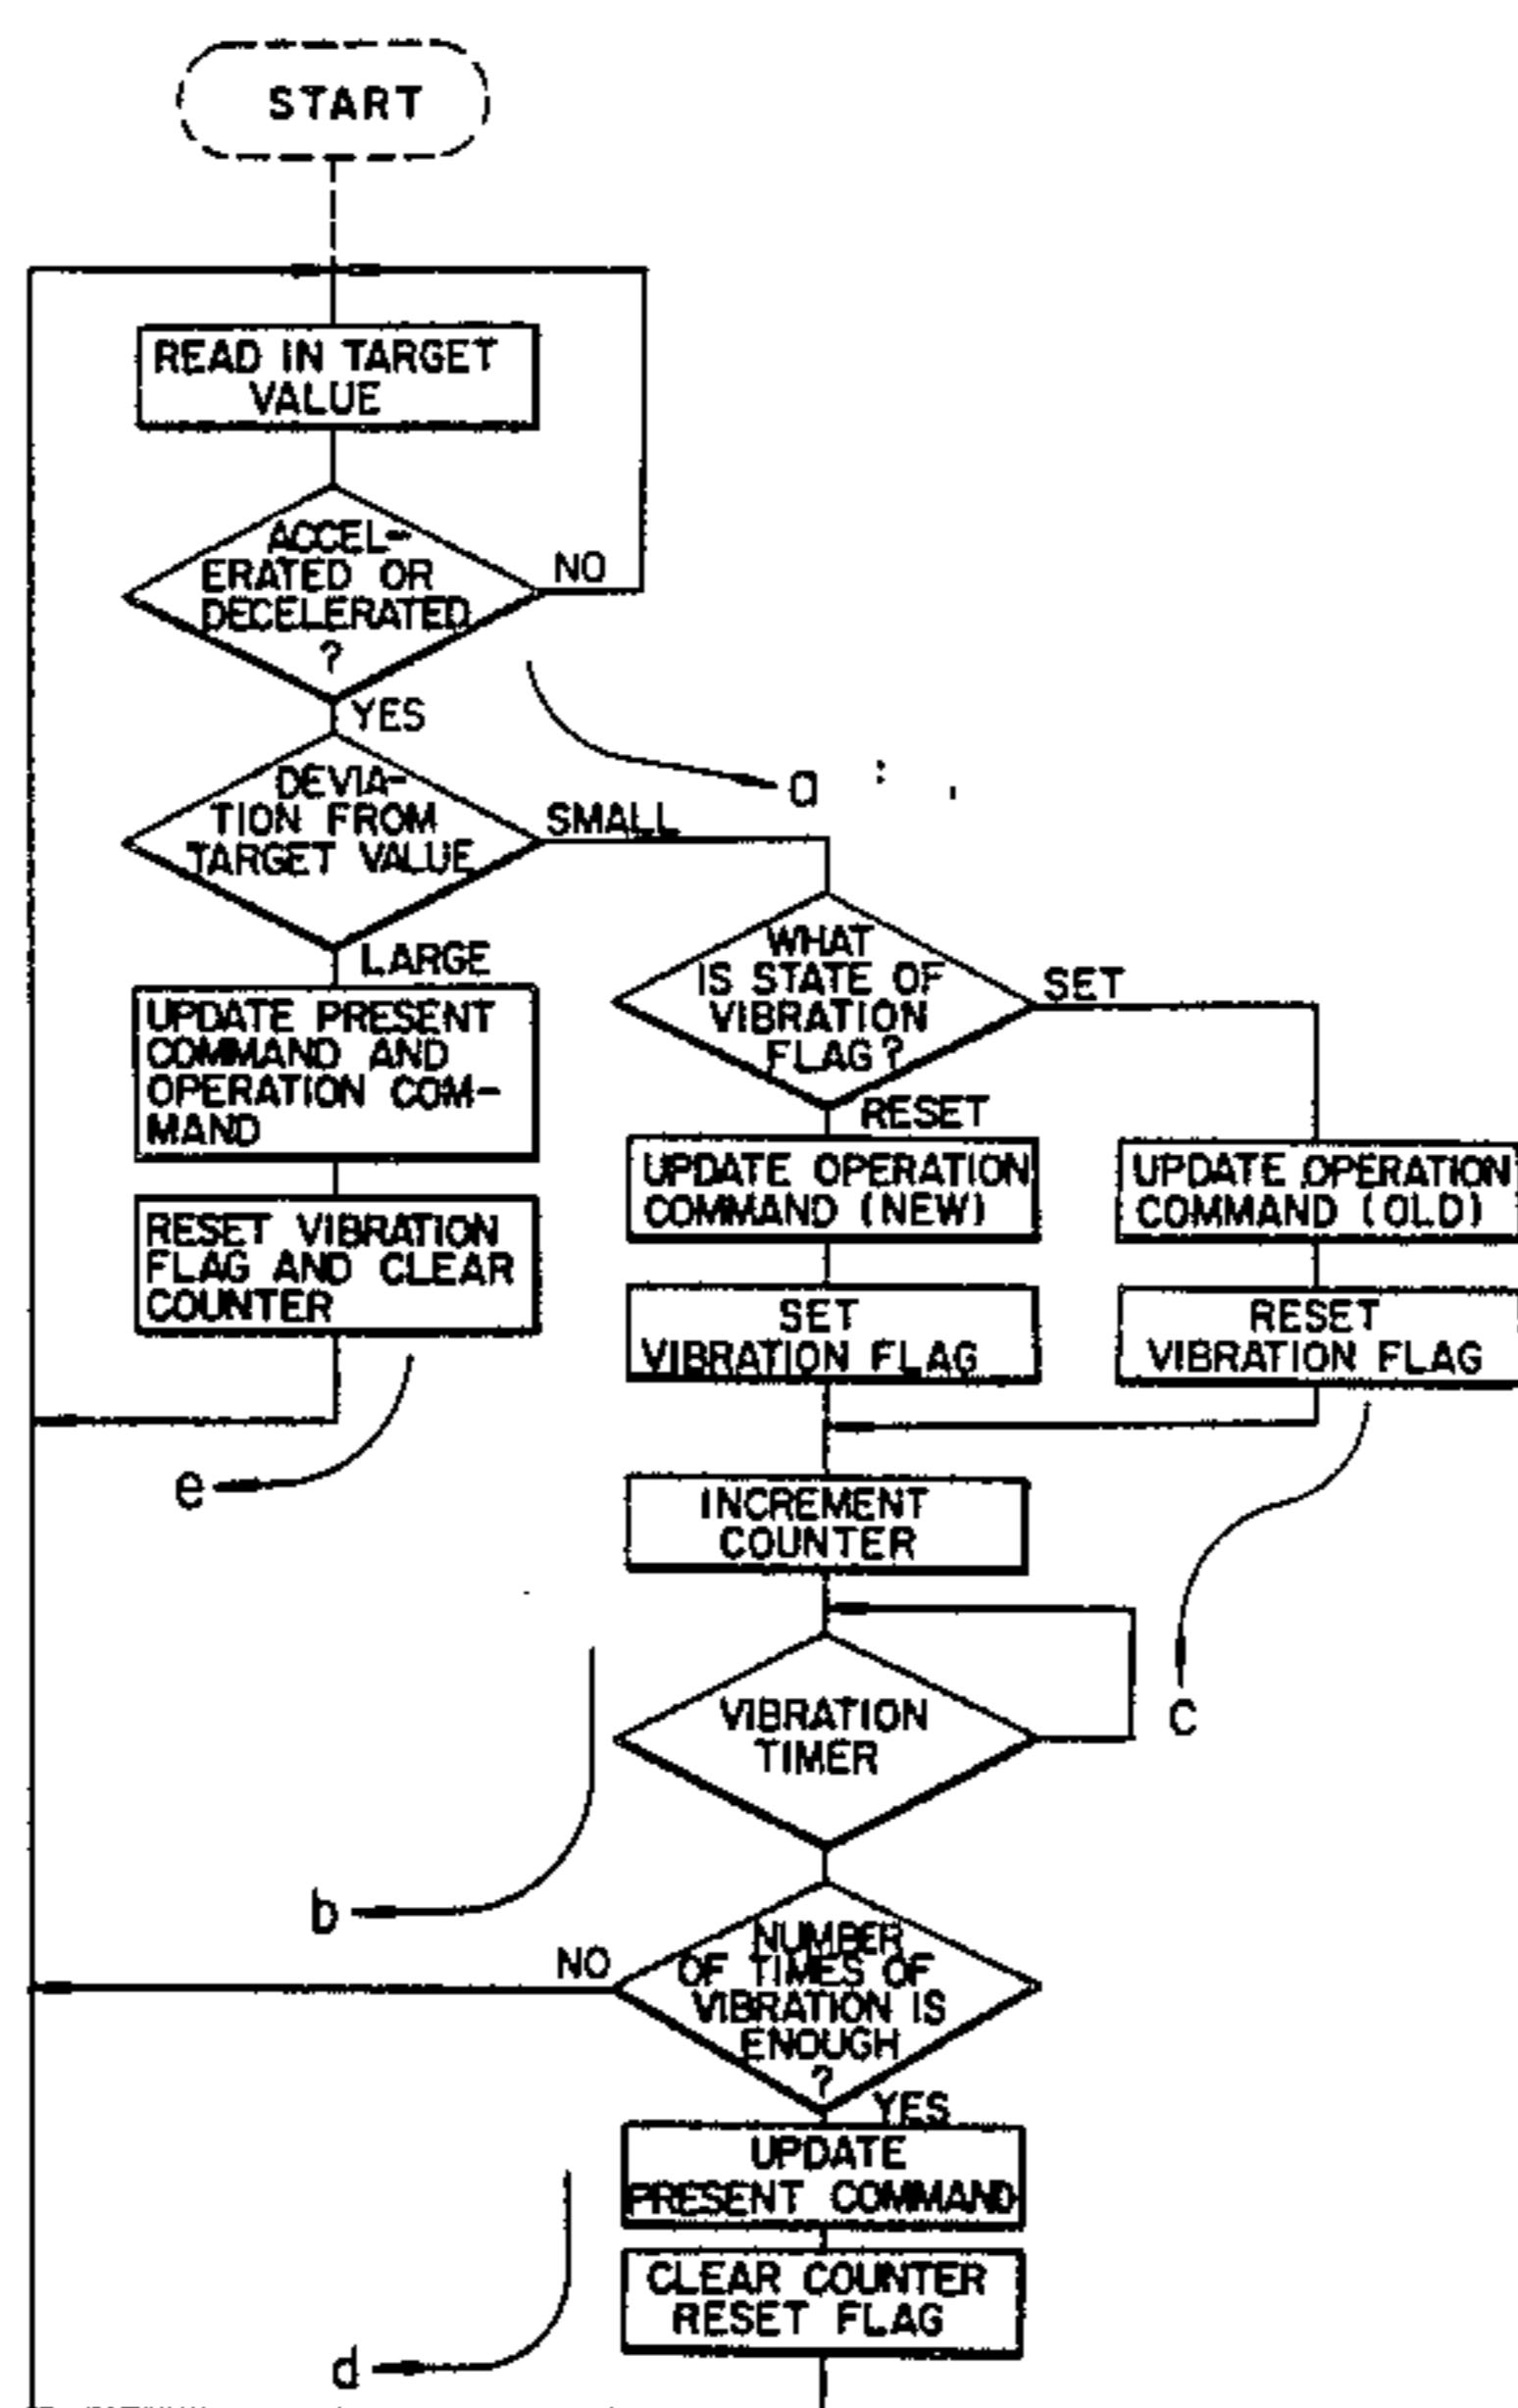 START
READ IN TARGET
VALUE
ACCEL-
ERATED OR
DECELERATED
?
NO
YES
a
DEVIA-
TION FROM
TARGET VALUE
SMALL
LARGE
UPDATE PRESENT
COMMAND AND
OPERATION COM-
MAND
RESET VIBRATION
FLAG AND CLEAR
COUNTER
e
WHAT
IS STATE OF
VIBRATION
FLAG?
SET
RESET
UPDATE OPERATION
COMMAND (NEW)
SET
VIBRATION FLAG
UPDATE OPERATION
COMMAND (OLD)
RESET
VIBRATION FLAG
c
INCREMENT
COUNTER
VIBRATION
TIMER
b
NUMBER
OF TIMES OF
VIBRATION IS
ENOUGH
?
NO
YES
UPDATE
PRESENT COMMAND
CLEAR COUNTER
RESET FLAG
d